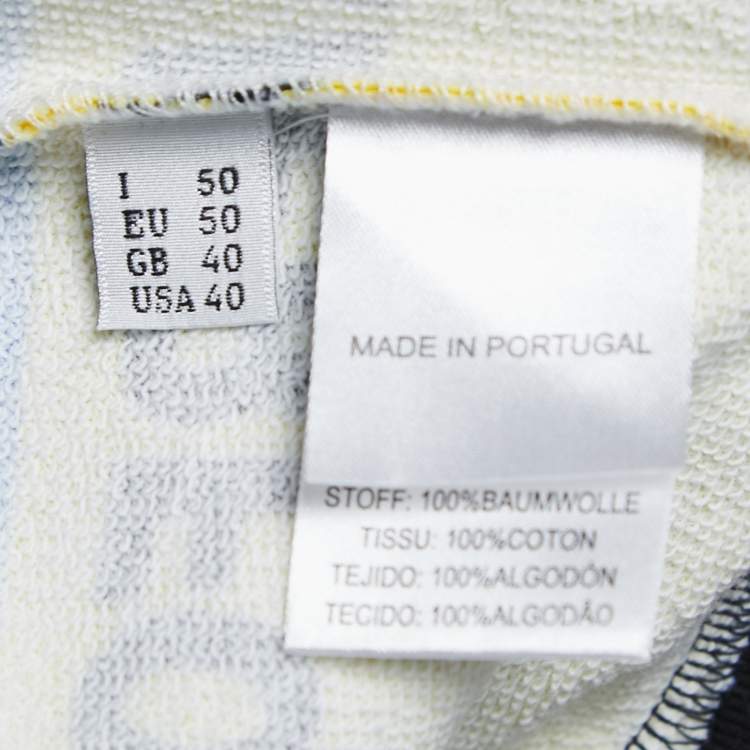 I 50
EU 50
GB 40
USA 40
MADE IN PORTUGAL
STOFF: 100%BAUMWOLLE
TISSU: 100%COTON
TEJIDO: 100%ALGODÓN
TECIDO: 100%ALGODÃO